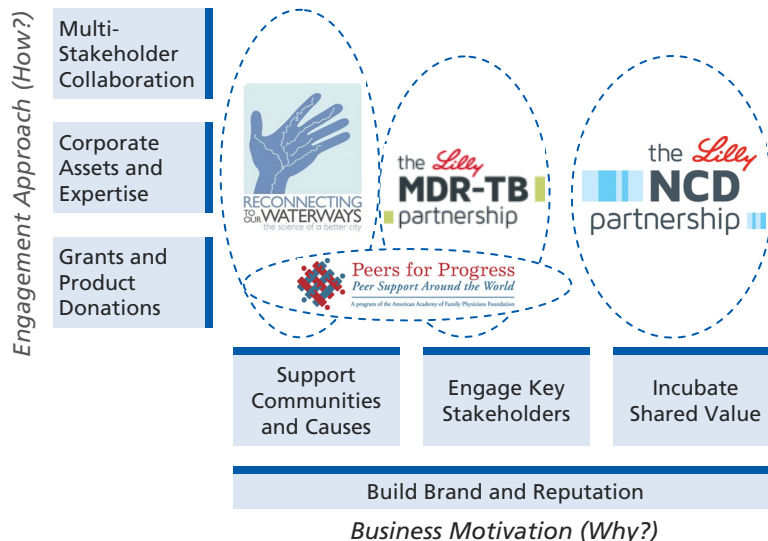 Engagement Approach (How?)
Multi-
Stakeholder
Collaboration
Corporate
Assets and
Expertise
Grants and
Product
Donations
RECONNECTING
TO OUR WATERWAYS
the science of a better city
the Lilly
MDR-TB
partnership
the Lilly
NCD
partnership
Peers for Progress
Peer Support Around the World
A program of the American Academy of Family Physicians Foundation
Support
Communities
and Causes
Engage Key
Stakeholders
Incubate
Shared Value
Build Brand and Reputation
Business Motivation (Why?)